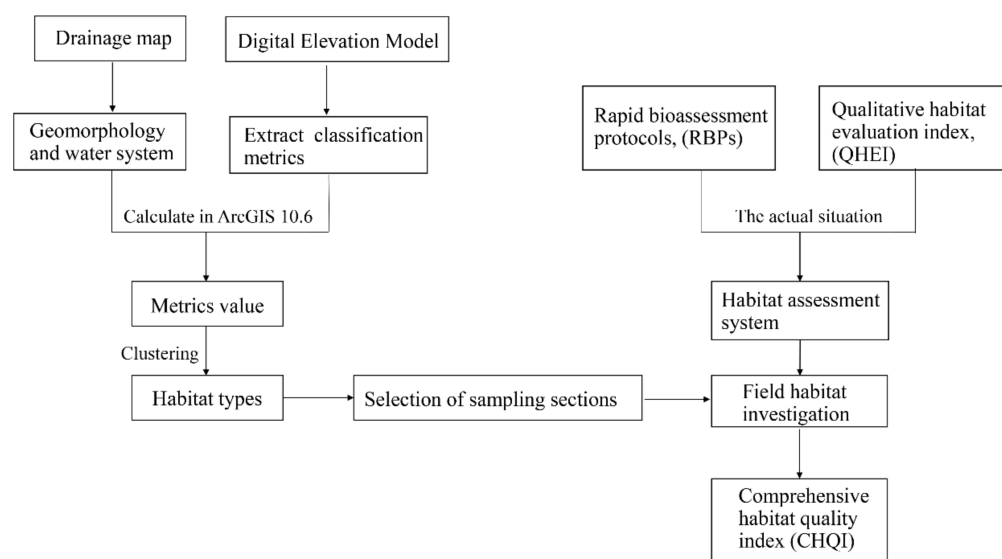 Drainage map
Digital Elevation Model
Geomorphology
and water system
Extract classification
metrics
Rapid bioassessment
protocols, (RBPs)
Qualitative habitat
evaluation index,
(QHEI)
Calculate in ArcGIS 10.6
The actual situation
Metrics value
Habitat assessment
system
Clustering
Habitat types
Selection of sampling sections
Field habitat
investigation
Comprehensive
habitat quality
index (CHQI)